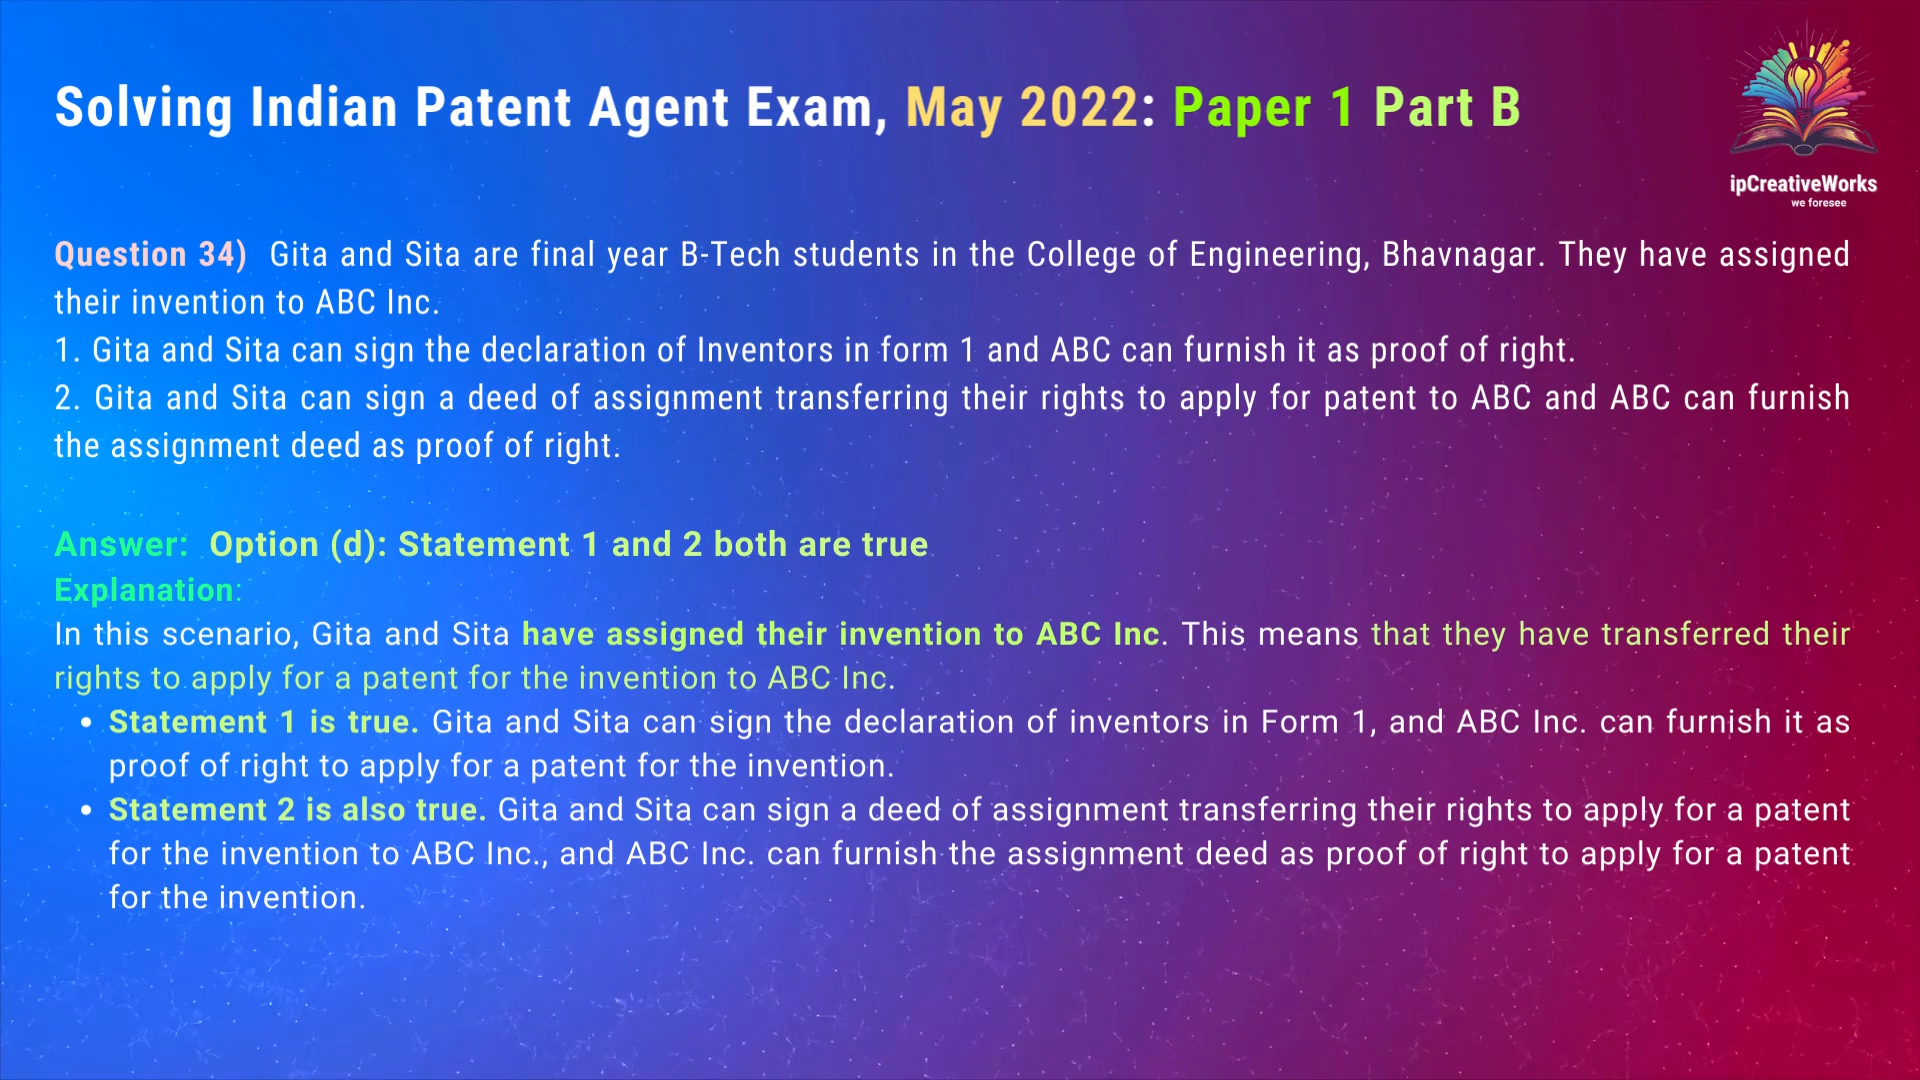 Solving Indian Patent Agent Exam, May 2022: Paper 1 Part B
ipCreativeWorks
we foresee
Question 34) Gita and Sita are final year B-Tech students in the College of Engineering, Bhavnagar. They have assigned
their invention to ABC Inc.
1. Gita and Sita can sign the declaration of Inventors in form 1 and ABC can furnish it as proof of right.
2. Gita and Sita can sign a deed of assignment transferring their rights to apply for patent to ABC and ABC can furnish
the assignment deed as proof of right.
Answer: Option (d): Statement 1 and 2 both are true
Explanation:
In this scenario, Gita and Sita have assigned their invention to ABC Inc. This means that they have transferred their
rights to apply for a patent for the invention to ABC Inc.
• Statement 1 is true. Gita and Sita can sign the declaration of inventors in Form 1, and ABC Inc. can furnish it as
proof of right to apply for a patent for the invention.
• Statement 2 is also true. Gita and Sita can sign a deed of assignment transferring their rights to apply for a patent
for the invention to ABC Inc., and ABC Inc. can furnish the assignment deed as proof of right to apply for a patent
for the invention.